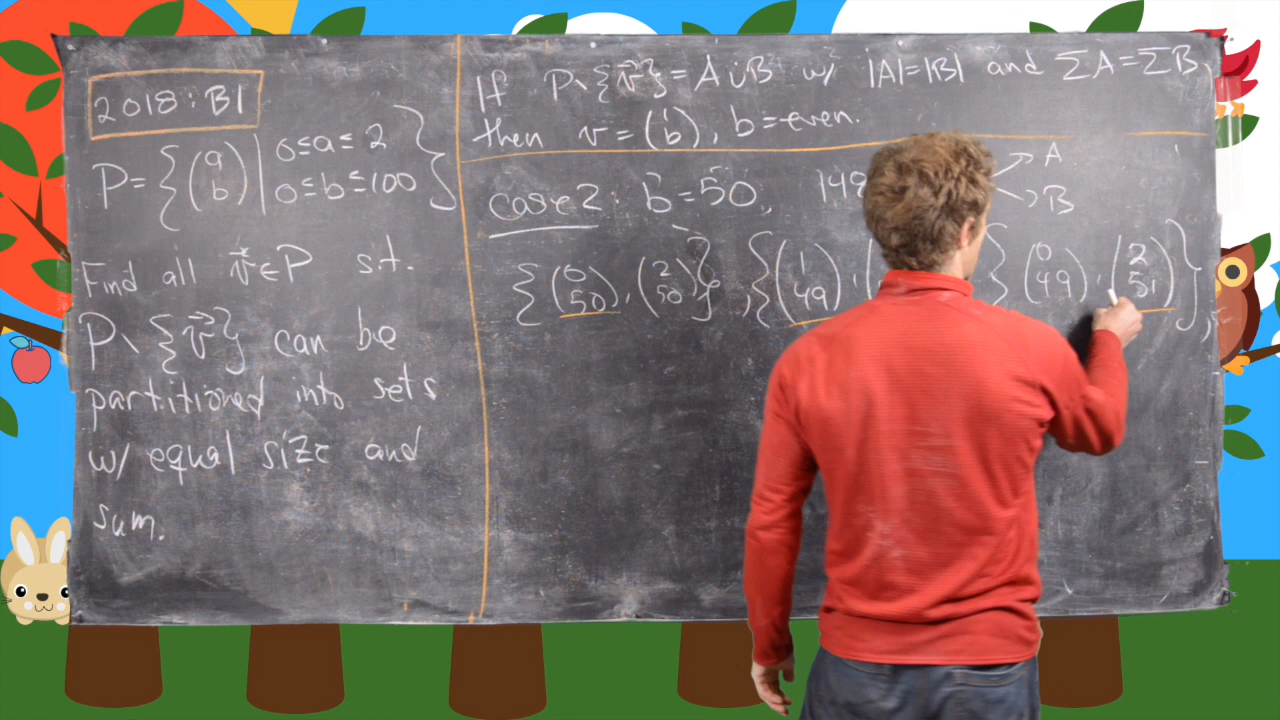 2018: B1
P = { (a b) | 0≤a≤2 0≤b≤100 }
Find all v⃗∈P s.t.
P∖{v⃗} can be
partitioned into sets
w/ equal size and
sum.
If P∖{v⃗} = A∪̇B w/ |A|=|B| and ΣA=ΣB,
then v = (1 b), b=even.
case 2: b=50, 148
A
B
{ (0 50), (2 50) }, { (1 49), (
} (0 49), (2 51) },